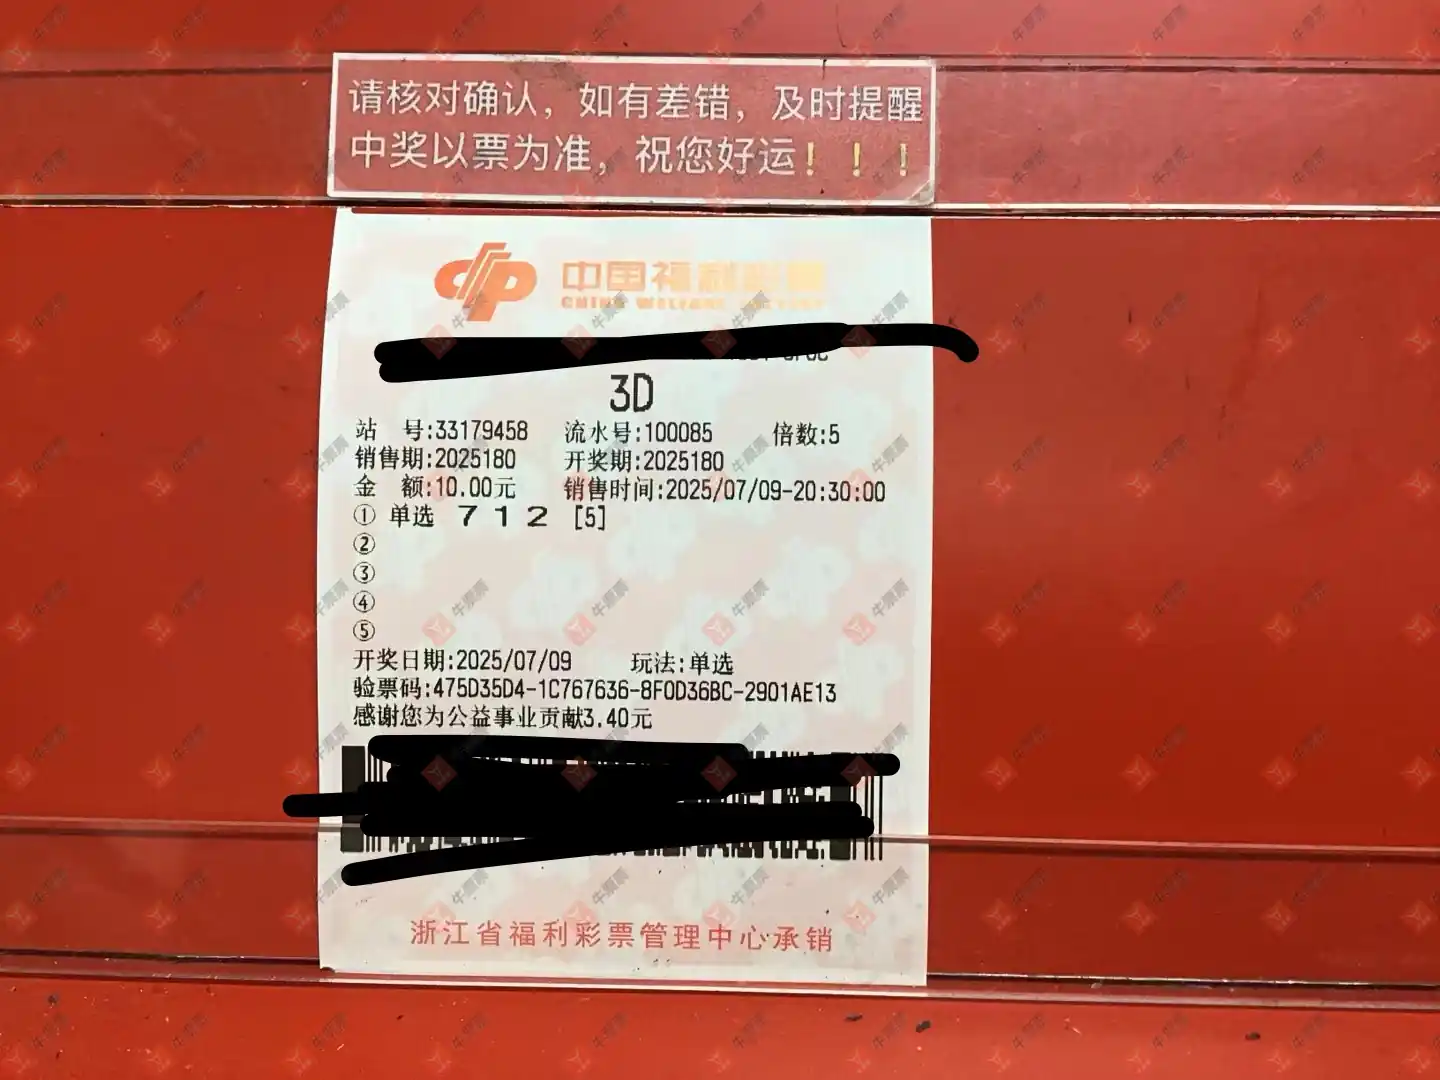 请核对确认，如有差错，及时提醒
中奖以票为准，祝您好运！！！
中国福利彩票
CHINA WELFARE LOTTERY
3D
站 号:33179458 流水号:100085 倍数:5
销售期:2025180 开奖期:2025180
金 额:10.00元 销售时间:2025/07/09-20:30:00
① 单选 7 1 2 [5]
②
③
④
⑤
开奖日期:2025/07/09 玩法:单选
验票码:475D35D4-1C767636-8F0D36BC-2901AE13
感谢您为公益事业贡献3.40元
浙江省福利彩票管理中心承销
牛票票